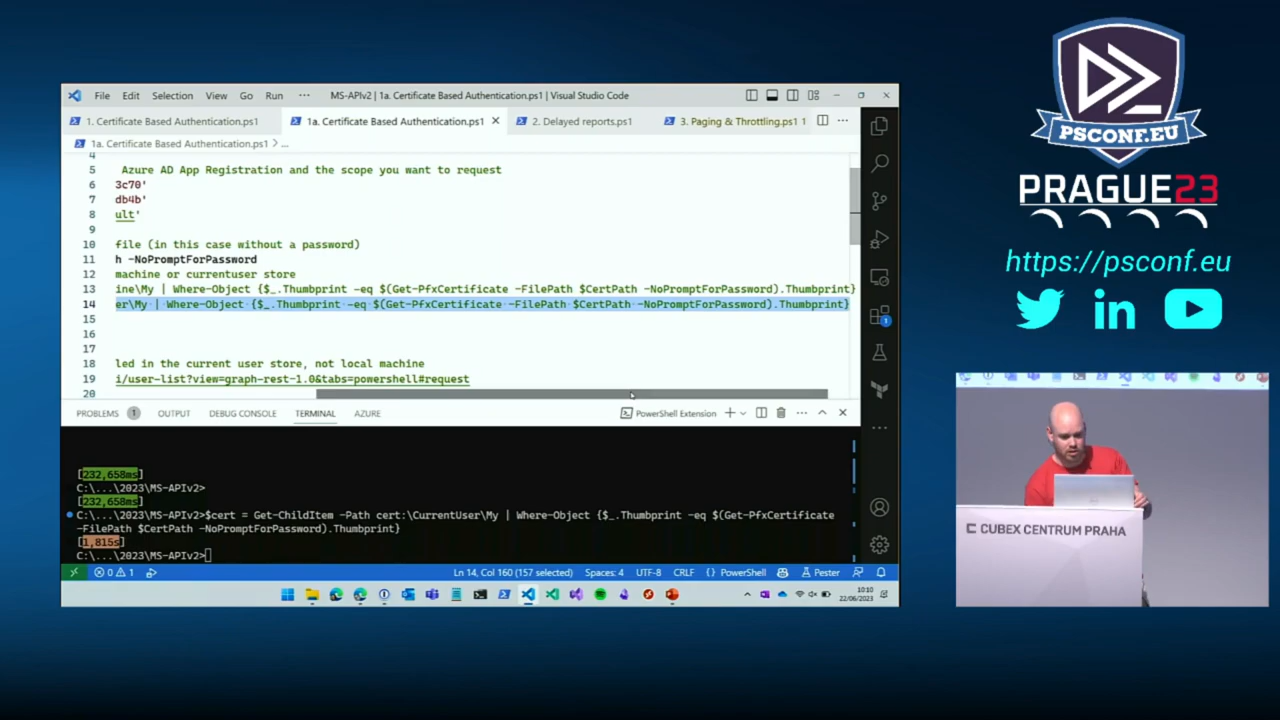 File Edit Selection View Go Run ··· MS-APIv2 | 1a. Certificate Based Authentication.ps1 | Visual Studio Code
1. Certificate Based Authentication.ps1 1a. Certificate Based Authentication.ps1 2. Delayed reports.ps1 3. Paging & Throttling.ps1 1
1a. Certificate Based Authentication.ps1 > ...
4
5 Azure AD App Registration and the scope you want to request
6 3c70'
7 db4b'
8 ult'
9
10 file (in this case without a password)
11 h -NoPromptForPassword
12 machine or currentuser store
13 ine\My | Where-Object {$_.Thumbprint -eq $(Get-PfxCertificate -FilePath $CertPath -NoPromptForPassword).Thumbprint}
14 er\My | Where-Object {$_.Thumbprint -eq $(Get-PfxCertificate -FilePath $CertPath -NoPromptForPassword).Thumbprint}
15
16
17
18 led in the current user store, not local machine
19 i/user-list?view=graph-rest-1.0&tabs=powershell#request
20
PROBLEMS 1 OUTPUT DEBUG CONSOLE TERMINAL AZURE PowerShell Extension
[232,658ms]
C:\...\2023\MS-APIv2>
[232,658ms]
C:\...\2023\MS-APIv2>$cert = Get-ChildItem -Path cert:\CurrentUser\My | Where-Object {$_.Thumbprint -eq $(Get-PfxCertificate
-FilePath $CertPath -NoPromptForPassword).Thumbprint}
[1,815s]
C:\...\2023\MS-APIv2>
0 1 Ln 14, Col 160 (157 selected) Spaces: 4 UTF-8 CRLF {} PowerShell Pester
10:10
22/06/2023
1
PSCONF.EU
PRAGUE23
https://psconf.eu
in
CUBEX CENTRUM PRAHA